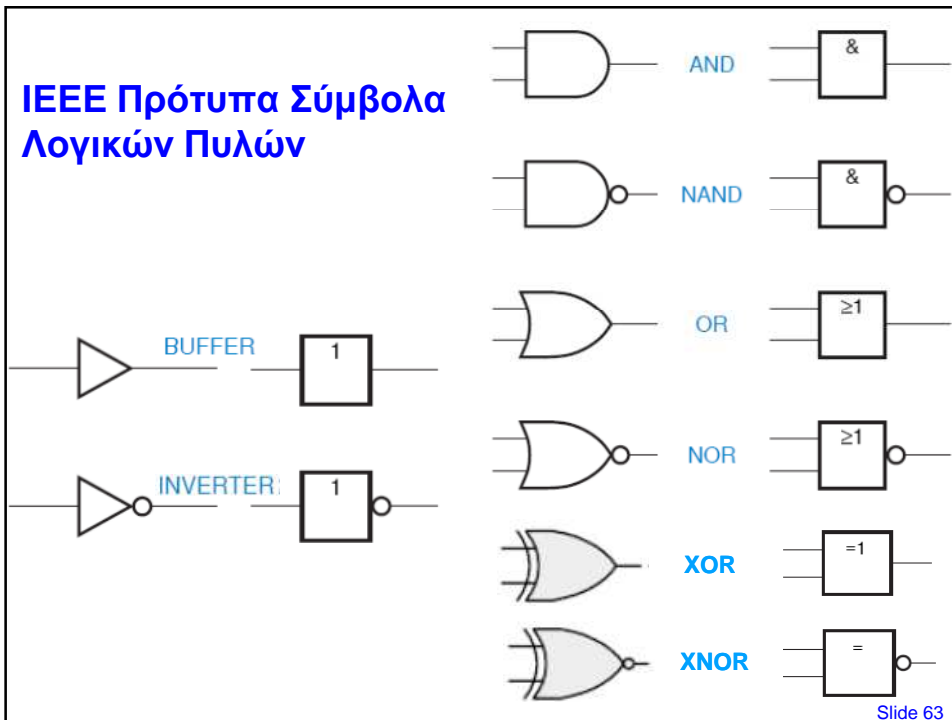 IEEE Πρότυπα Σύμβολα
Λογικών Πυλών
BUFFER
1
INVERTER
1
AND
&
NAND
&
OR
≥1
NOR
≥1
XOR
=1
XNOR
=
Slide 63